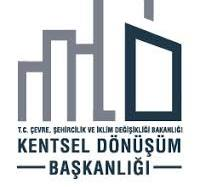 T.C. ÇEVRE, ŞEHİRCİLİK VE İKLİM DEĞİŞİKLİĞİ BAKANLIĞI
KENTSEL DÖNÜŞÜM
BAŞKANLIĞI